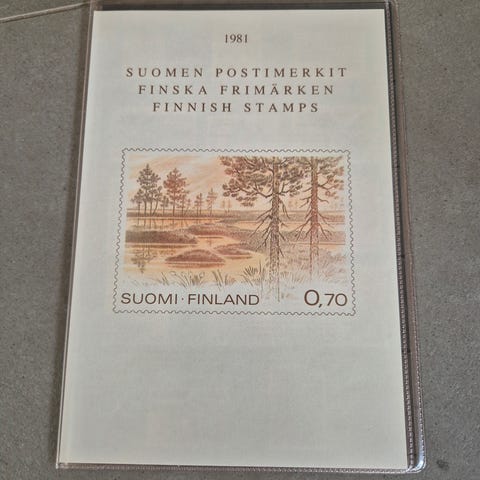 1981
SUOMEN POSTIMERKIT
FINSKA FRIMÄRKEN
FINNISH STAMPS
SUOMI · FINLAND 0,70